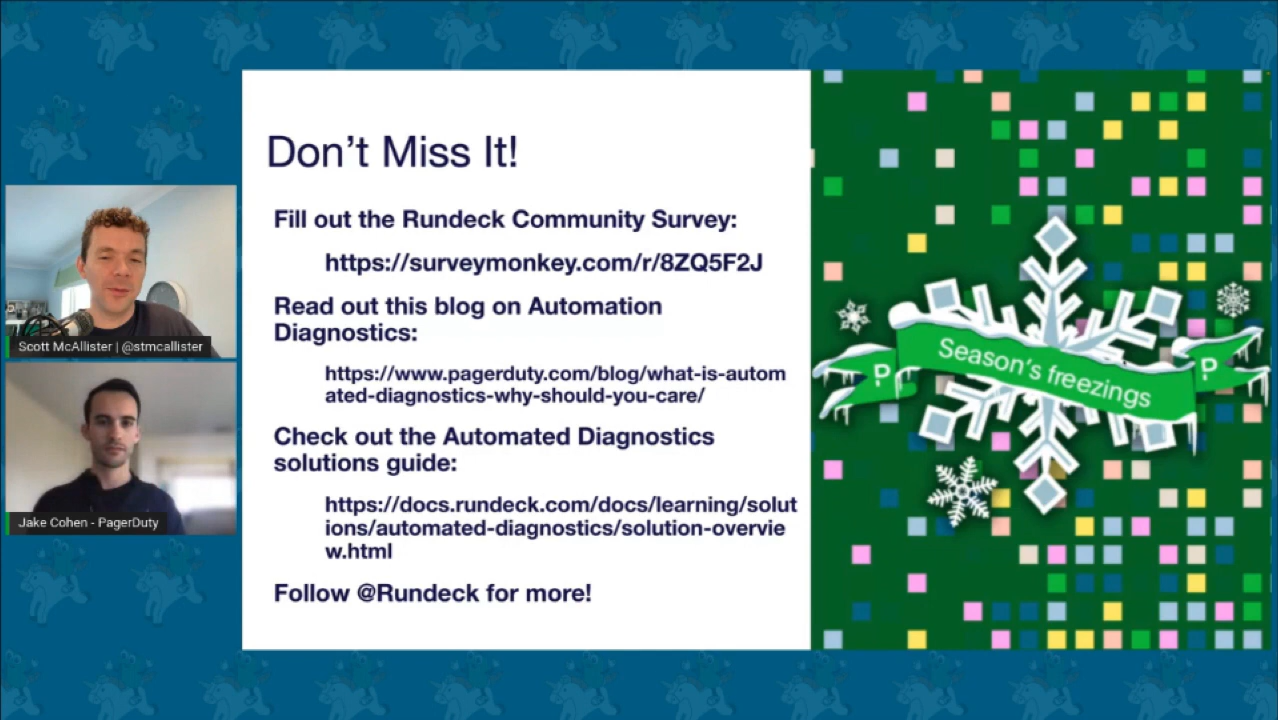 Don't Miss It!
Fill out the Rundeck Community Survey:
https://surveymonkey.com/r/8ZQ5F2J
Read out this blog on Automation
Diagnostics:
https://www.pagerduty.com/blog/what-is-autom
ated-diagnostics-why-should-you-care/
Check out the Automated Diagnostics
solutions guide:
https://docs.rundeck.com/docs/learning/solut
ions/automated-diagnostics/solution-overvie
w.html
Follow @Rundeck for more!
Scott McAllister | @stmcallister
Jake Cohen - PagerDuty
P
Season's freezings
P